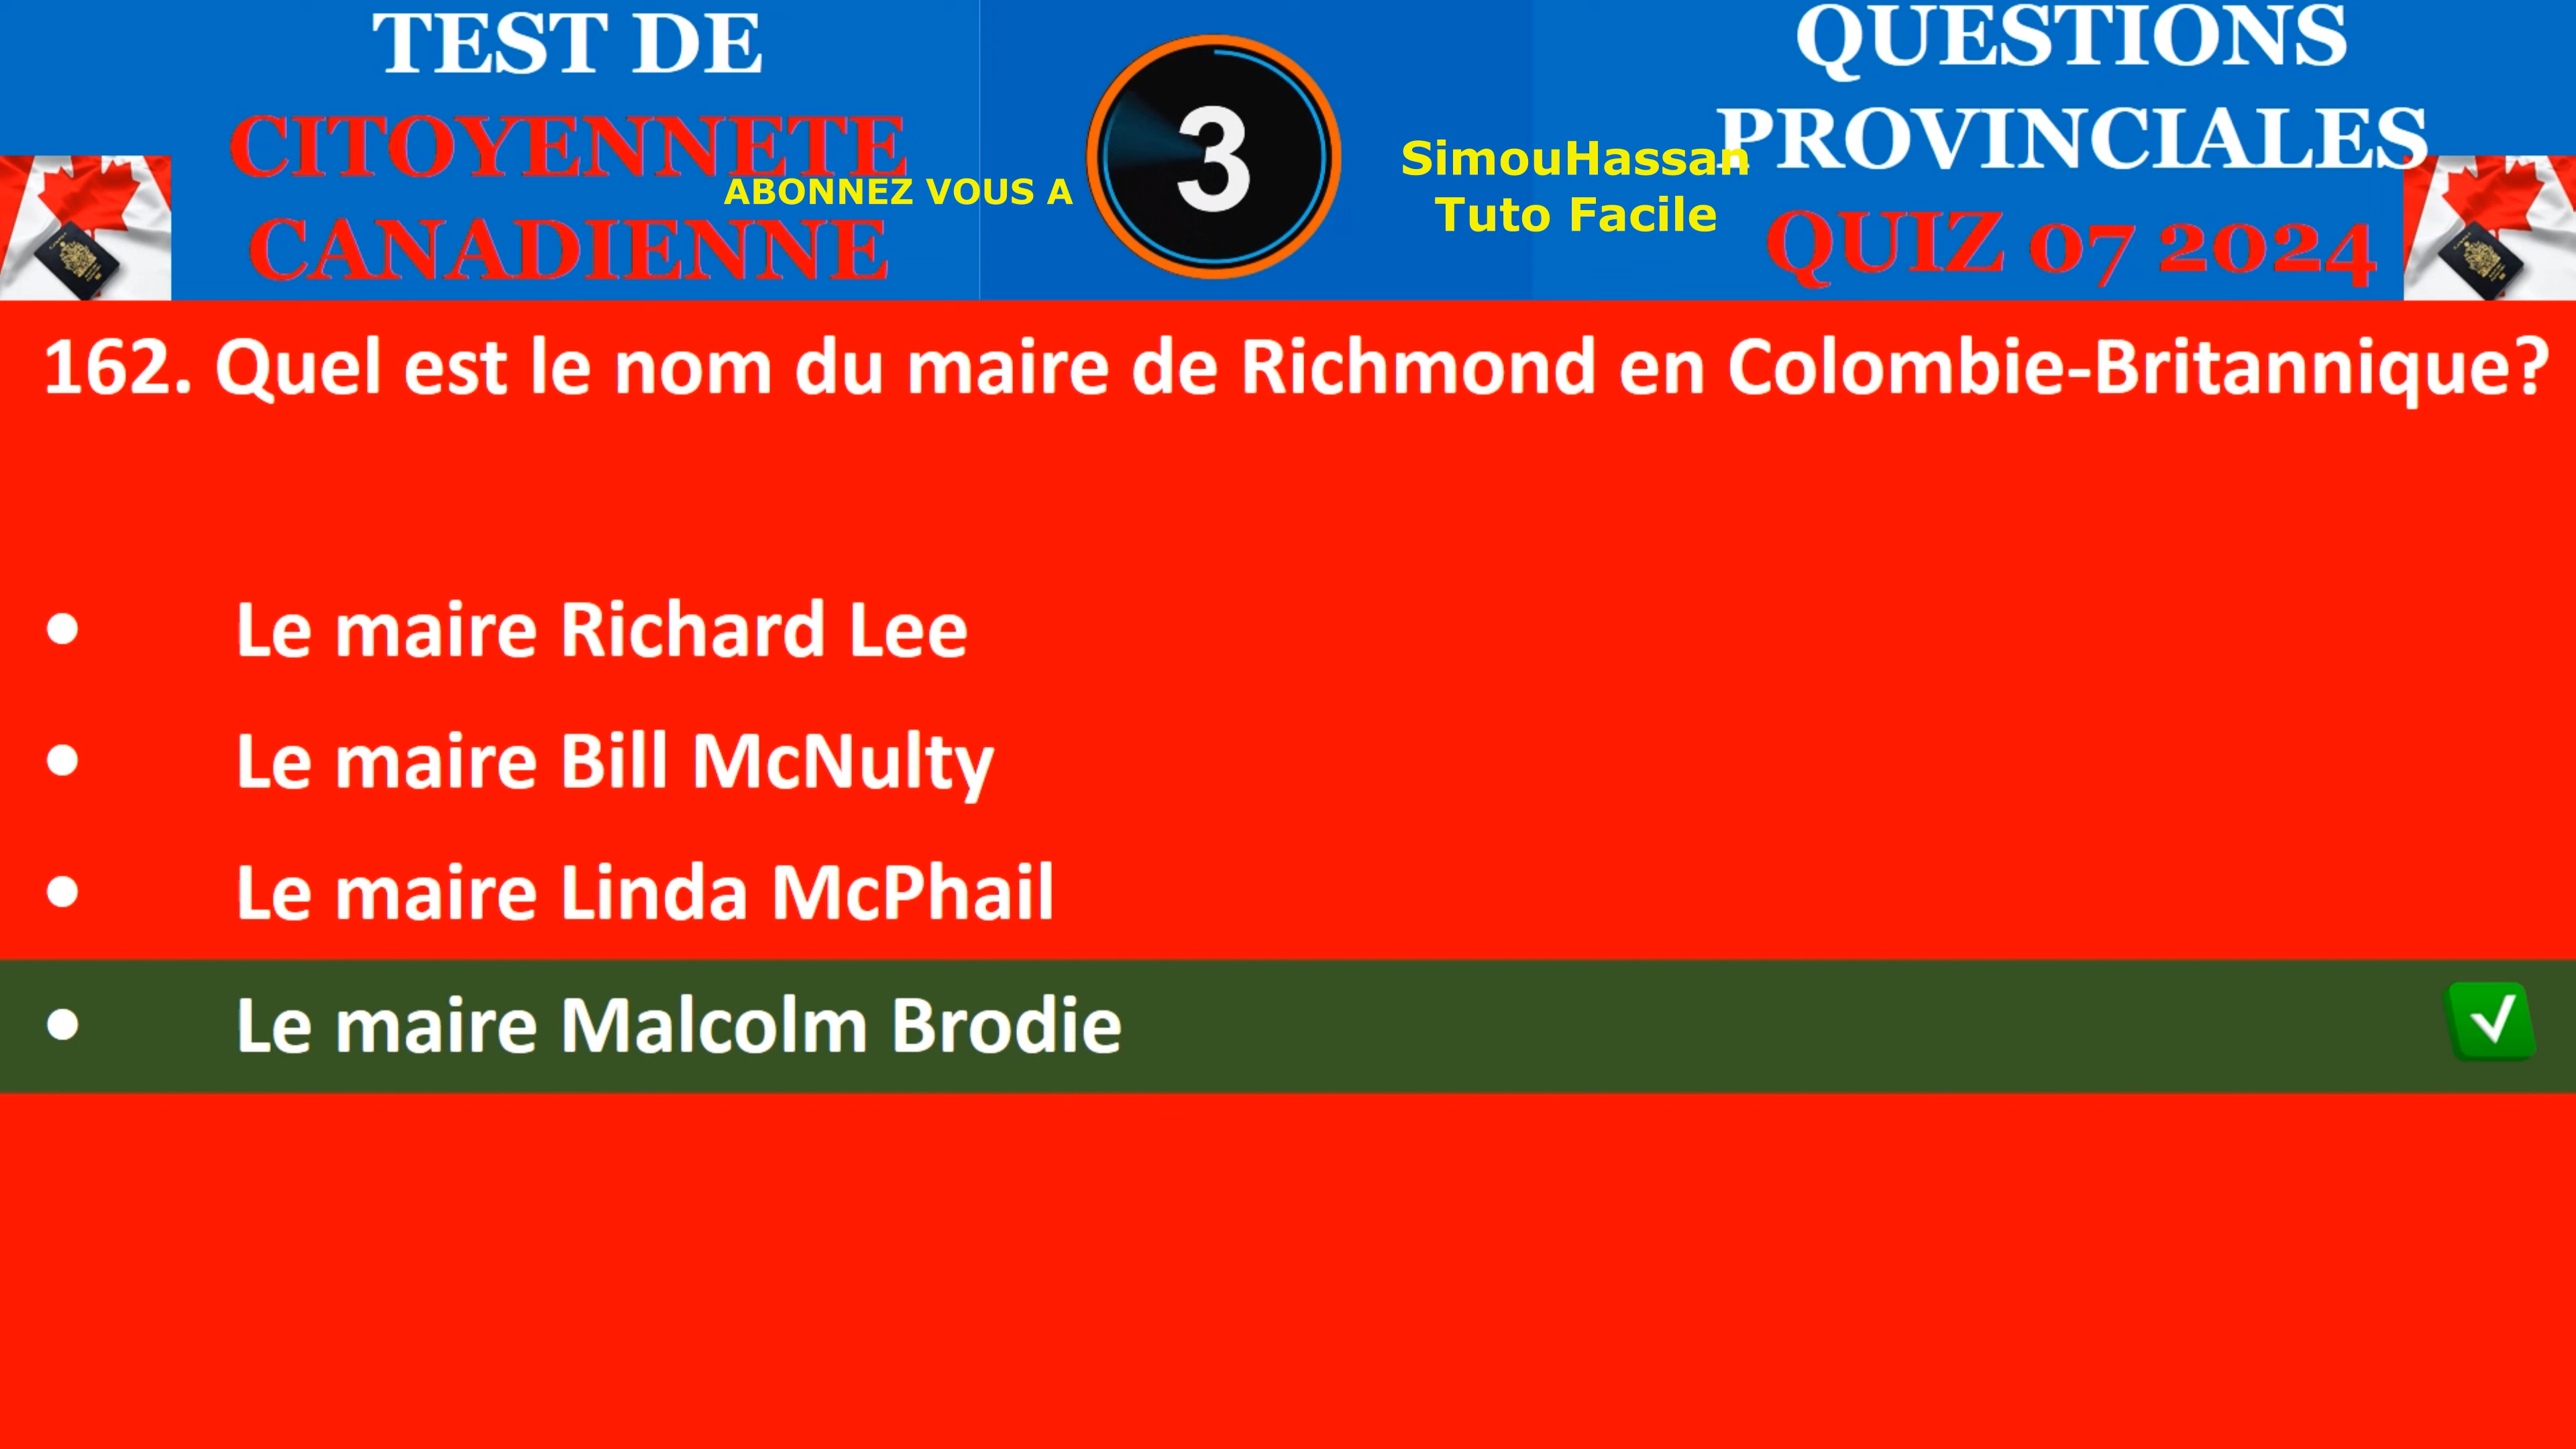 TEST DE
CITOYENNETE
CANADIENNE
ABONNEZ VOUS A
3
SimouHassan
Tuto Facile
QUESTIONS
PROVINCIALES
QUIZ 07 2024
162. Quel est le nom du maire de Richmond en Colombie-Britannique?
• Le maire Richard Lee
• Le maire Bill McNulty
• Le maire Linda McPhail
• Le maire Malcolm Brodie